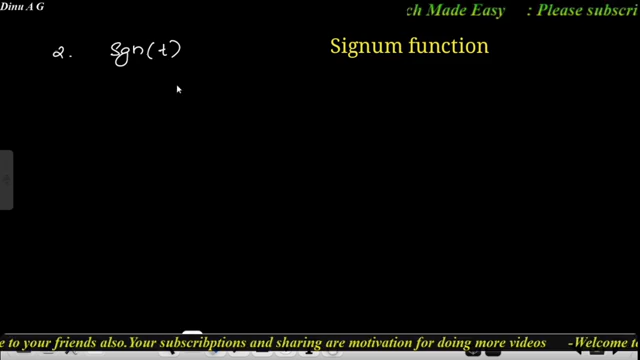 Dinu A G
ch Made Easy : Please subscri
2. Sgn(t)
Signum function
e to your friends also.Your subscribptions and sharing are motivation for doing more videos -Welcome to